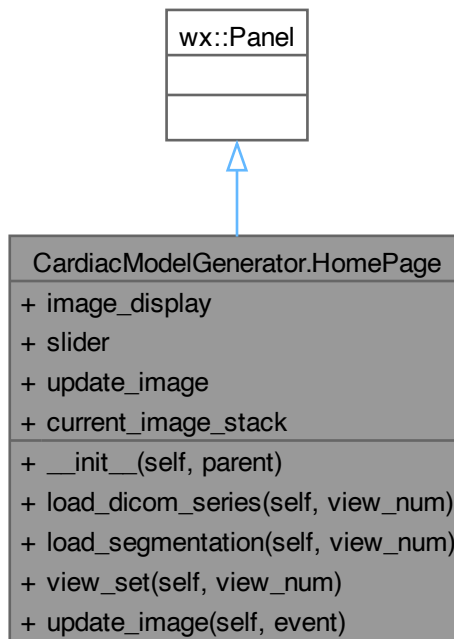 wx::Panel
CardiacModelGenerator.HomePage
+ image_display
+ slider
+ update_image
+ current_image_stack
+ __init__(self, parent)
+ load_dicom_series(self, view_num)
+ load_segmentation(self, view_num)
+ view_set(self, view_num)
+ update_image(self, event)